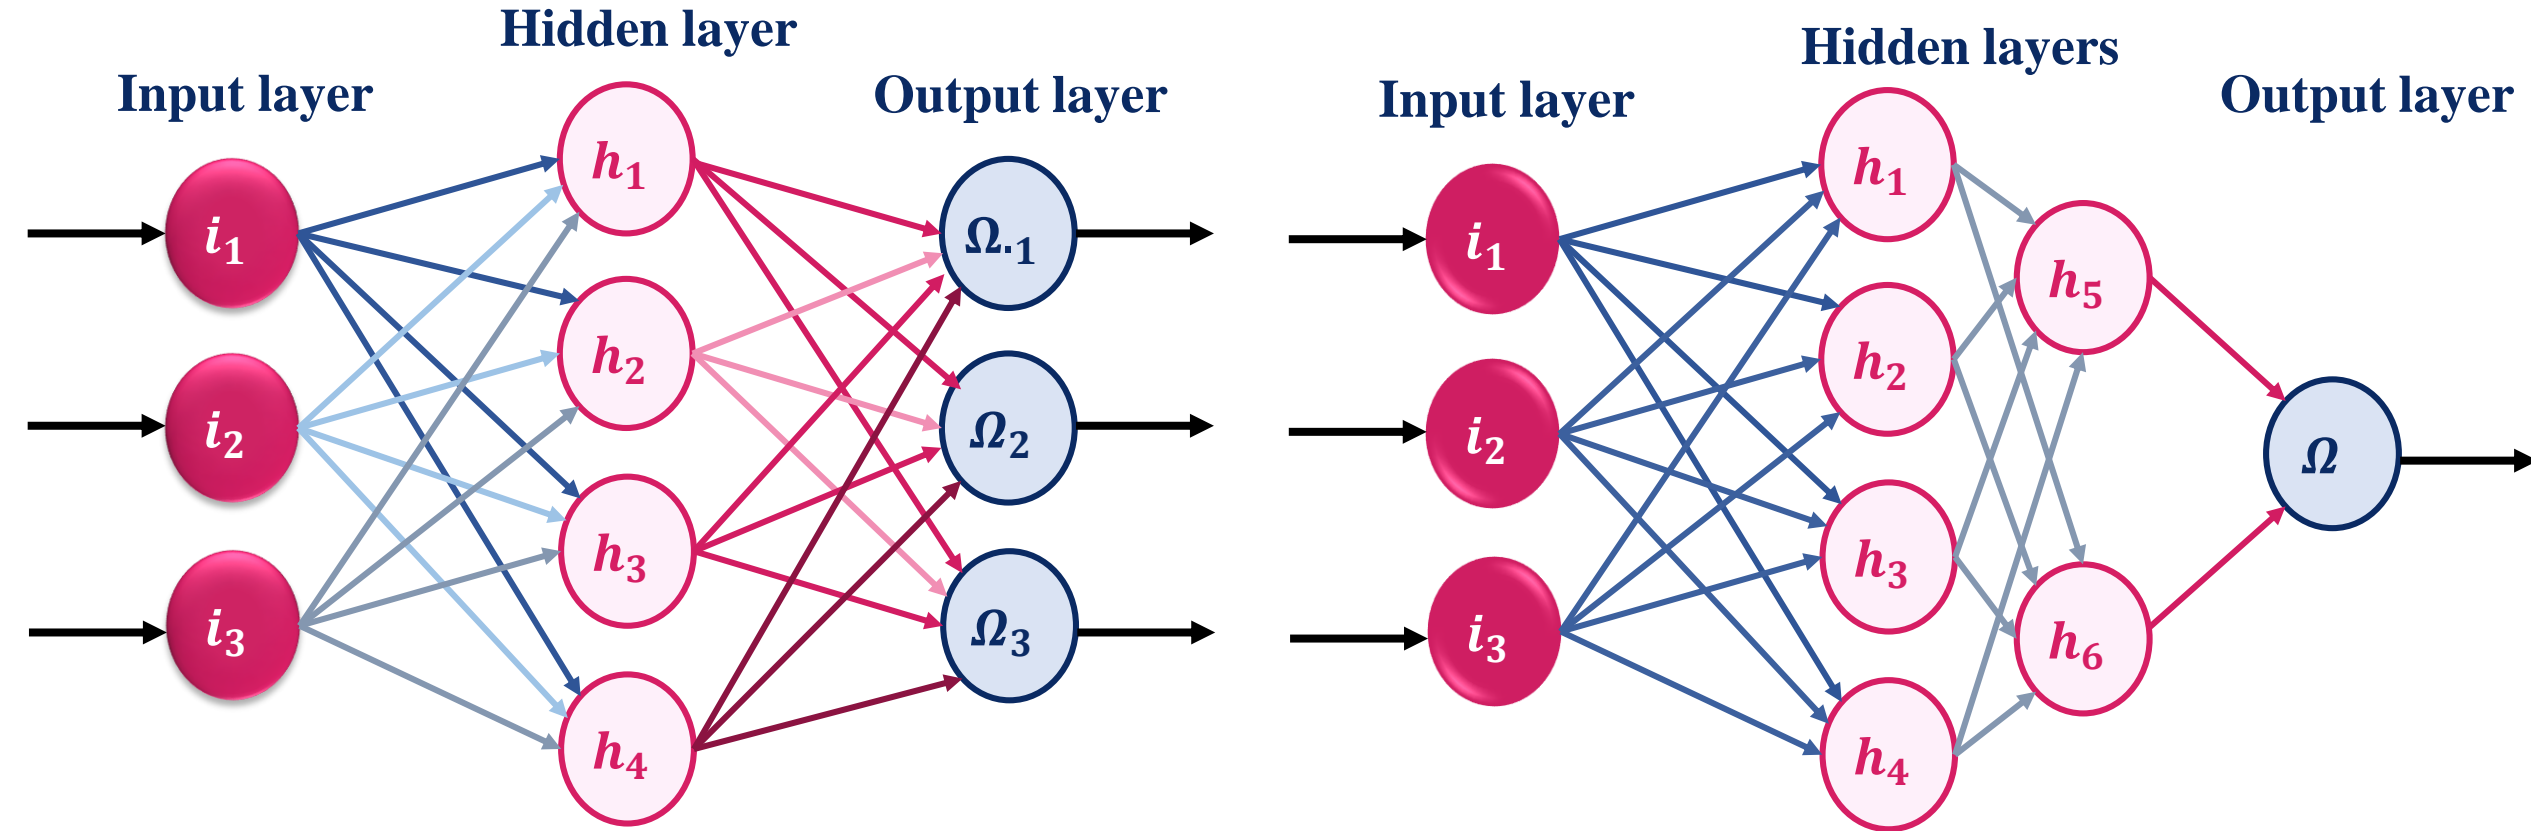 Hidden layer
Input layer
Output layer
h₁
i₁
Ω.₁
h₂
i₂
Ω₂
h₃
i₃
Ω₃
h₄
Hidden layers
Input layer
Output layer
h₁
i₁
h₅
h₂
i₂
Ω
h₃
i₃
h₆
h₄